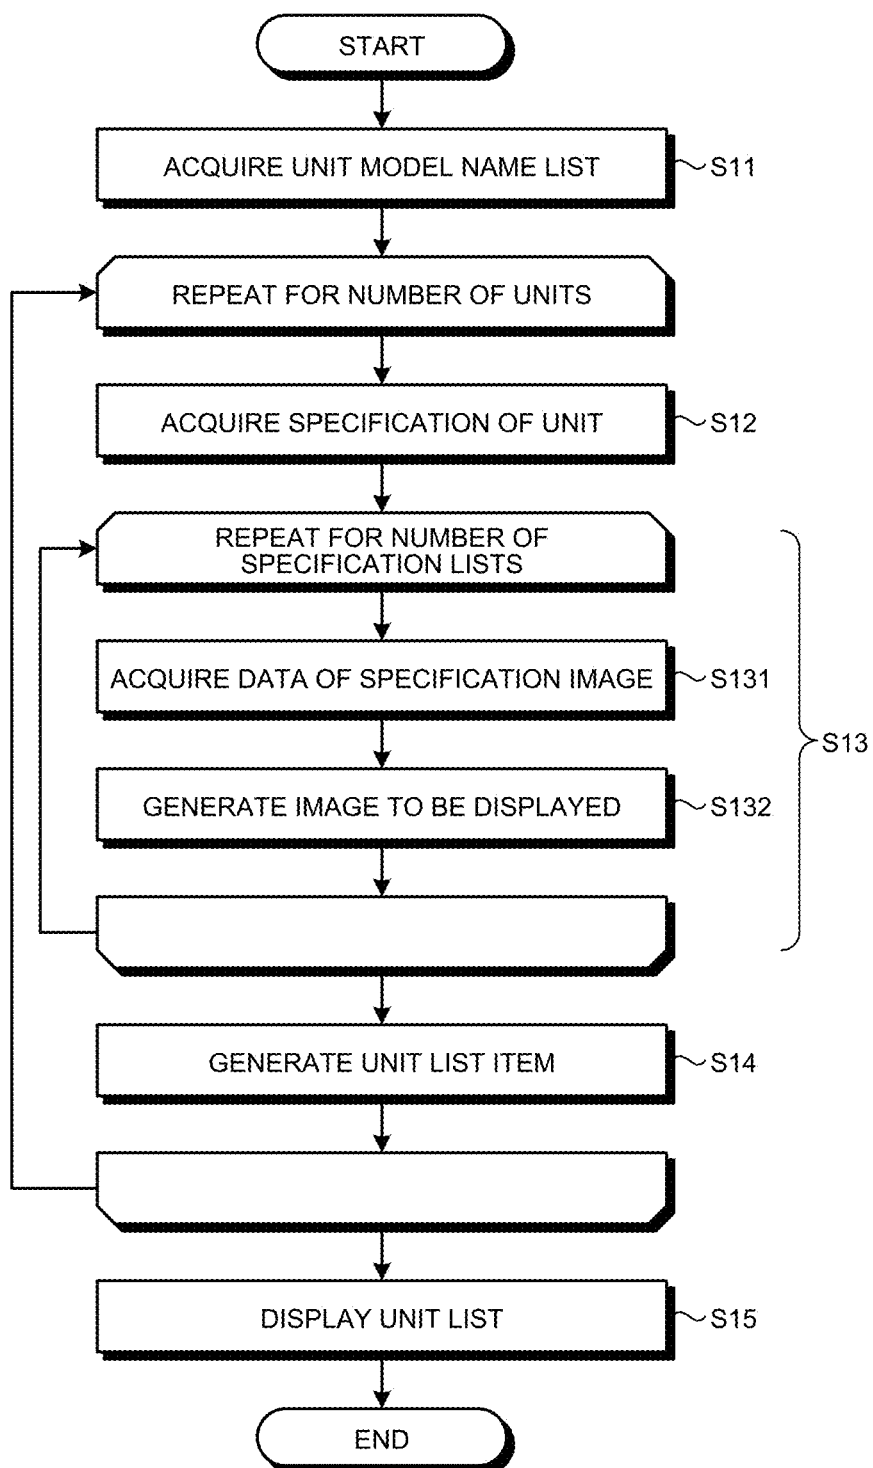 START
ACQUIRE UNIT MODEL NAME LIST
S11
REPEAT FOR NUMBER OF UNITS
ACQUIRE SPECIFICATION OF UNIT
S12
REPEAT FOR NUMBER OF
SPECIFICATION LISTS
ACQUIRE DATA OF SPECIFICATION IMAGE
S131
S13
GENERATE IMAGE TO BE DISPLAYED
S132
GENERATE UNIT LIST ITEM
S14
DISPLAY UNIT LIST
S15
END